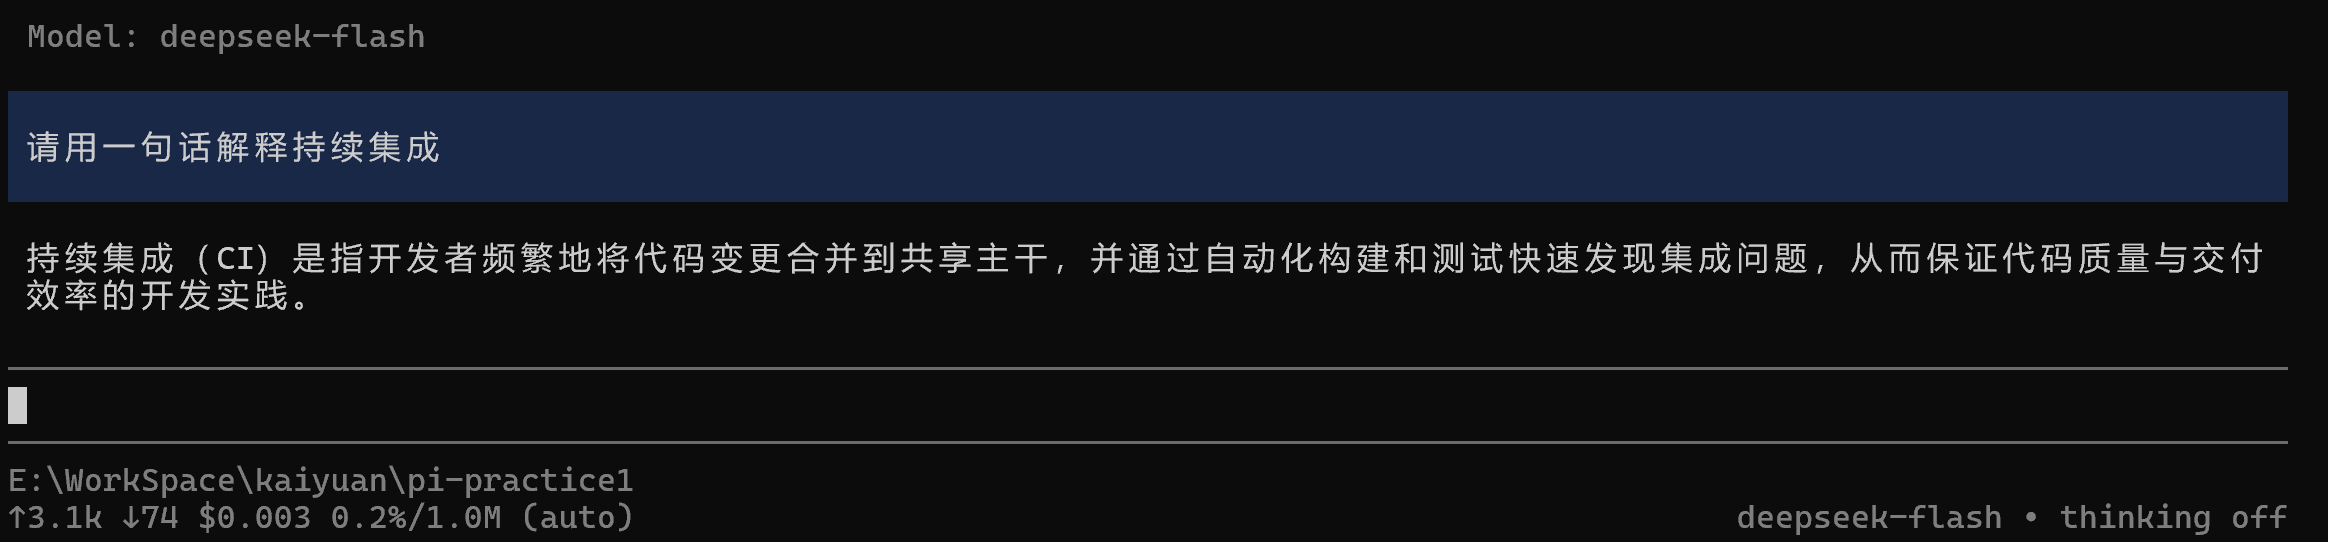 Model: deepseek-flash
请用一句话解释持续集成
持续集成（CI）是指开发者频繁地将代码变更合并到共享主干，并通过自动化构建和测试快速发现集成问题，从而保证代码质量与交付
效率的开发实践。
E:\WorkSpace\kaiyuan\pi-practice1
↑3.1k ↓74 $0.003 0.2%/1.0M (auto)
deepseek-flash • thinking off